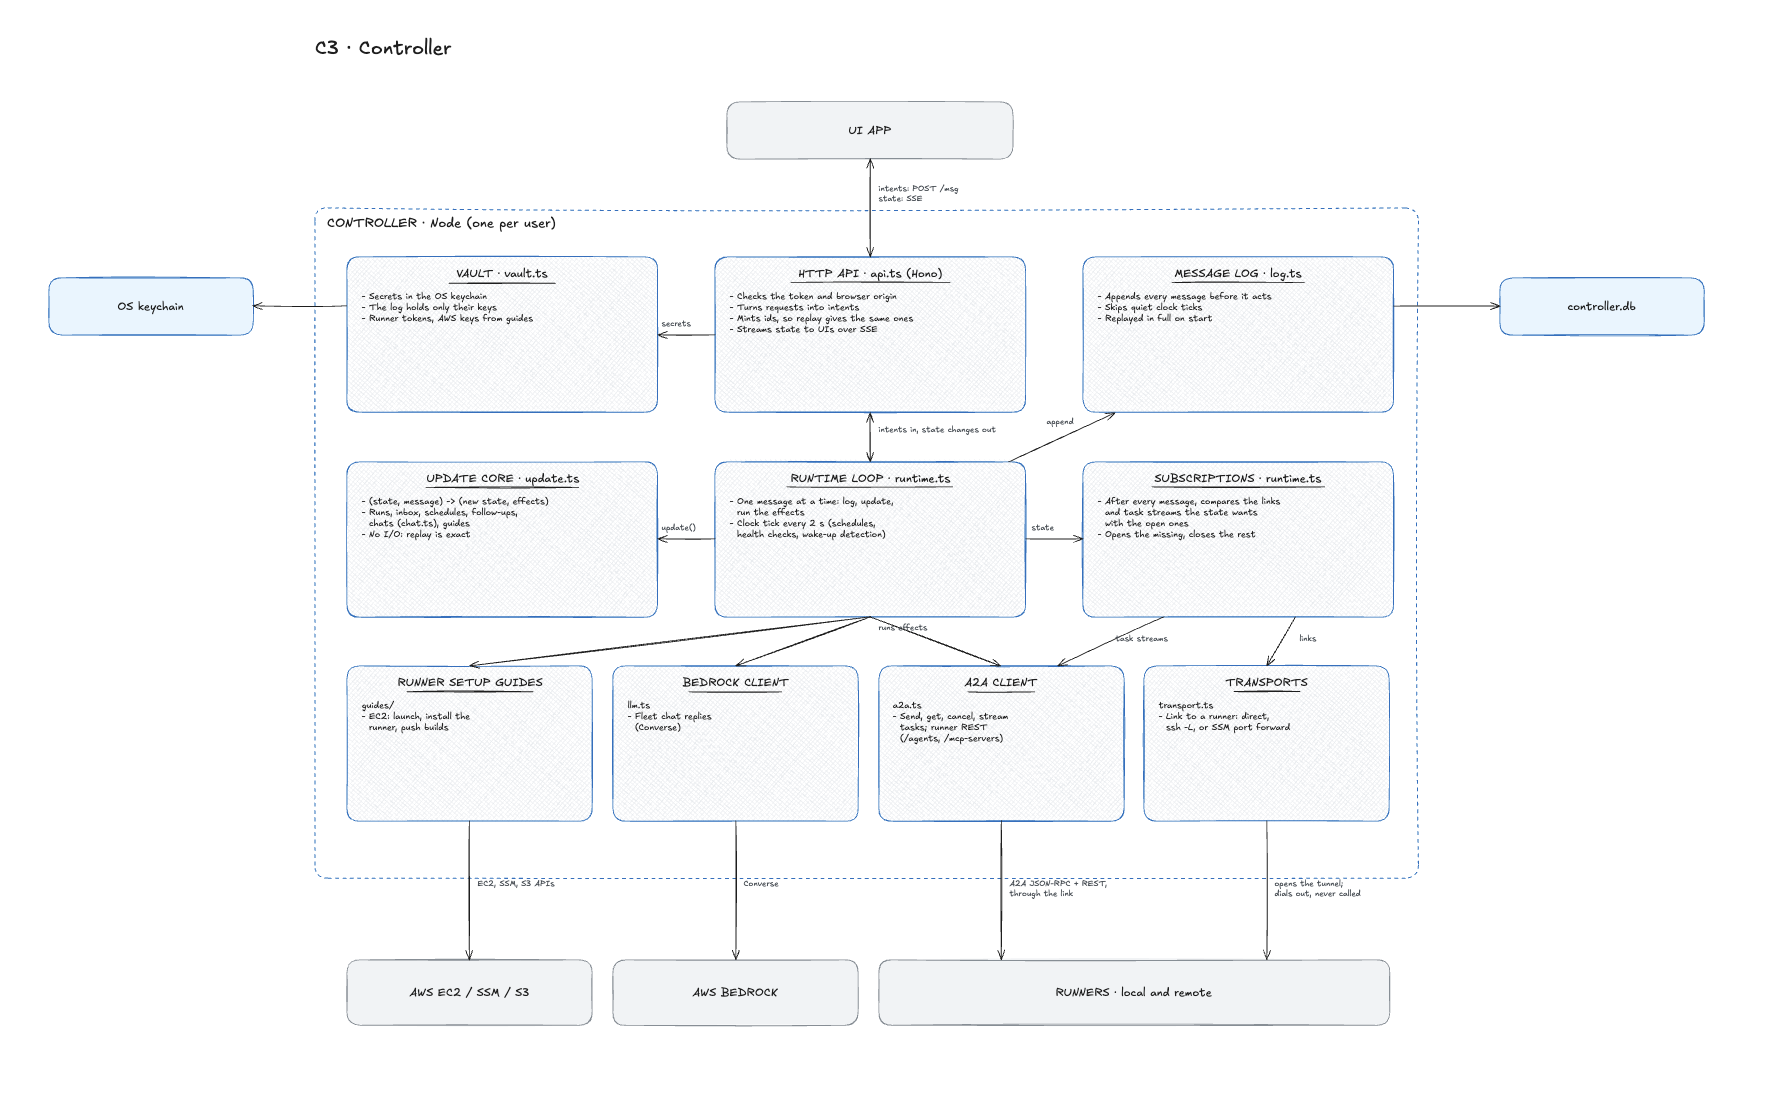 C3 · Controller
UI APP
intents: POST /msg
state: SSE
CONTROLLER · Node (one per user)
OS keychain
VAULT · vault.ts
- Secrets in the OS keychain
- The log holds only their keys
- Runner tokens, AWS keys from guides
secrets
HTTP API · api.ts (Hono)
- Checks the token and browser origin
- Turns requests into intents
- Mints ids, so replay gives the same ones
- Streams state to UIs over SSE
MESSAGE LOG · log.ts
- Appends every message before it acts
- Skips quiet clock ticks
- Replayed in full on start
controller.db
intents in, state changes out
append
UPDATE CORE · update.ts
- (state, message) -> (new state, effects)
- Runs, inbox, schedules, follow-ups,
chats (chat.ts), guides
- No I/O: replay is exact
update()
RUNTIME LOOP · runtime.ts
- One message at a time: log, update,
run the effects
- Clock tick every 2 s (schedules,
health checks, wake-up detection)
state
SUBSCRIPTIONS · runtime.ts
- After every message, compares the links
and task streams the state wants
with the open ones
- Opens the missing, closes the rest
runs effects
task streams
links
RUNNER SETUP GUIDES
guides/
- EC2: launch, install the
runner, push builds
BEDROCK CLIENT
llm.ts
- Fleet chat replies
(Converse)
A2A CLIENT
a2a.ts
- Send, get, cancel, stream
tasks; runner REST
(/agents, /mcp-servers)
TRANSPORTS
transport.ts
- Link to a runner: direct,
ssh -L, or SSM port forward
EC2, SSM, S3 APIs
Converse
A2A JSON-RPC + REST,
through the link
opens the tunnel;
dials out, never called
AWS EC2 / SSM / S3
AWS BEDROCK
RUNNERS · local and remote